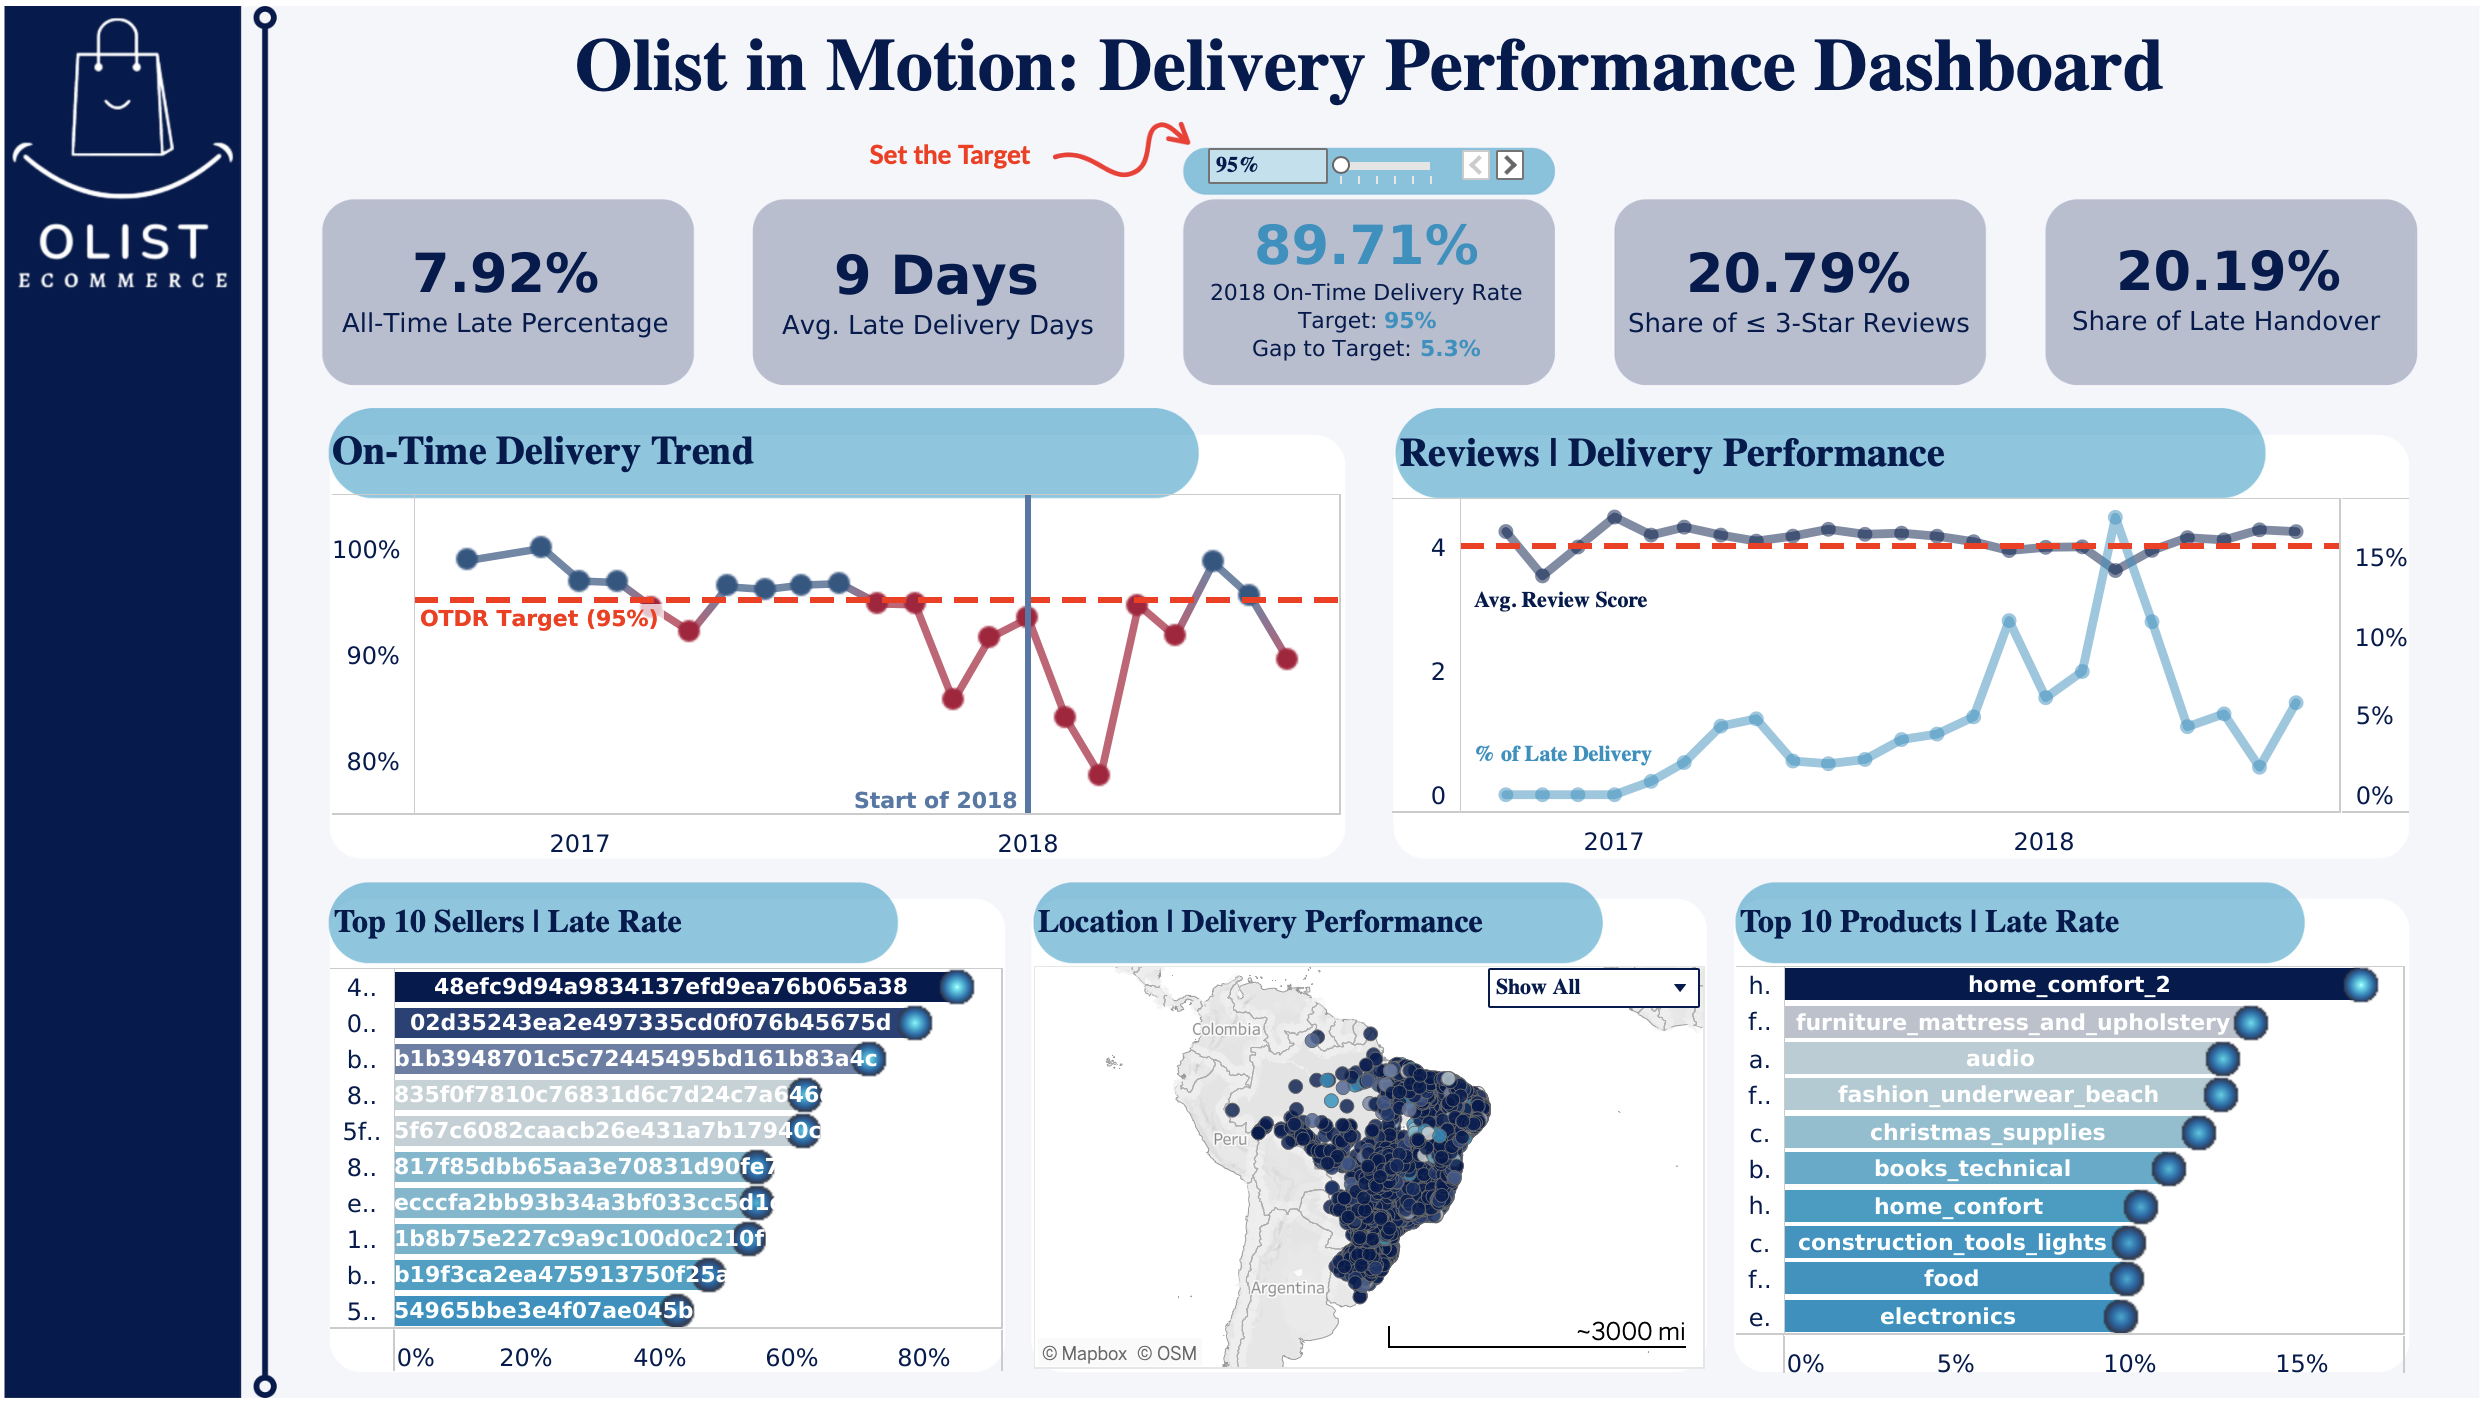 OLIST
ECOMMERCE
Olist in Motion: Delivery Performance Dashboard
Set the Target
95%
7.92%
All-Time Late Percentage
9 Days
Avg. Late Delivery Days
89.71%
2018 On-Time Delivery Rate
Target: 95%
Gap to Target: 5.3%
20.79%
Share of ≤ 3-Star Reviews
20.19%
Share of Late Handover
On-Time Delivery Trend
100%
90%
80%
OTDR Target (95%)
Start of 2018
2017
2018
Reviews | Delivery Performance
4
2
0
Avg. Review Score
% of Late Delivery
15%
10%
5%
0%
2017
2018
Top 10 Sellers | Late Rate
4.. 48efc9d94a9834137efd9ea76b065a38
0.. 02d35243ea2e497335cd0f076b45675d
b.. b1b3948701c5c72445495bd161b83a4c
8.. 835f0f7810c76831d6c7d24c7a646
5f.. 5f67c6082caacb26e431a7b17940c
8.. 817f85dbb65aa3e70831d90fe7
e.. ecccfa2bb93b34a3bf033cc5d1
1.. 1b8b75e227c9a9c100d0c210f
b.. b19f3ca2ea475913750f25a
5.. 54965bbe3e4f07ae045b
0% 20% 40% 60% 80%
Location | Delivery Performance
Show All
Colombia
Peru
Argentina
~3000 mi
© Mapbox © OSM
Top 10 Products | Late Rate
h. home_comfort_2
f.. furniture_mattress_and_upholstery
a. audio
f.. fashion_underwear_beach
c. christmas_supplies
b. books_technical
h. home_confort
c. construction_tools_lights
f.. food
e. electronics
0% 5% 10% 15%